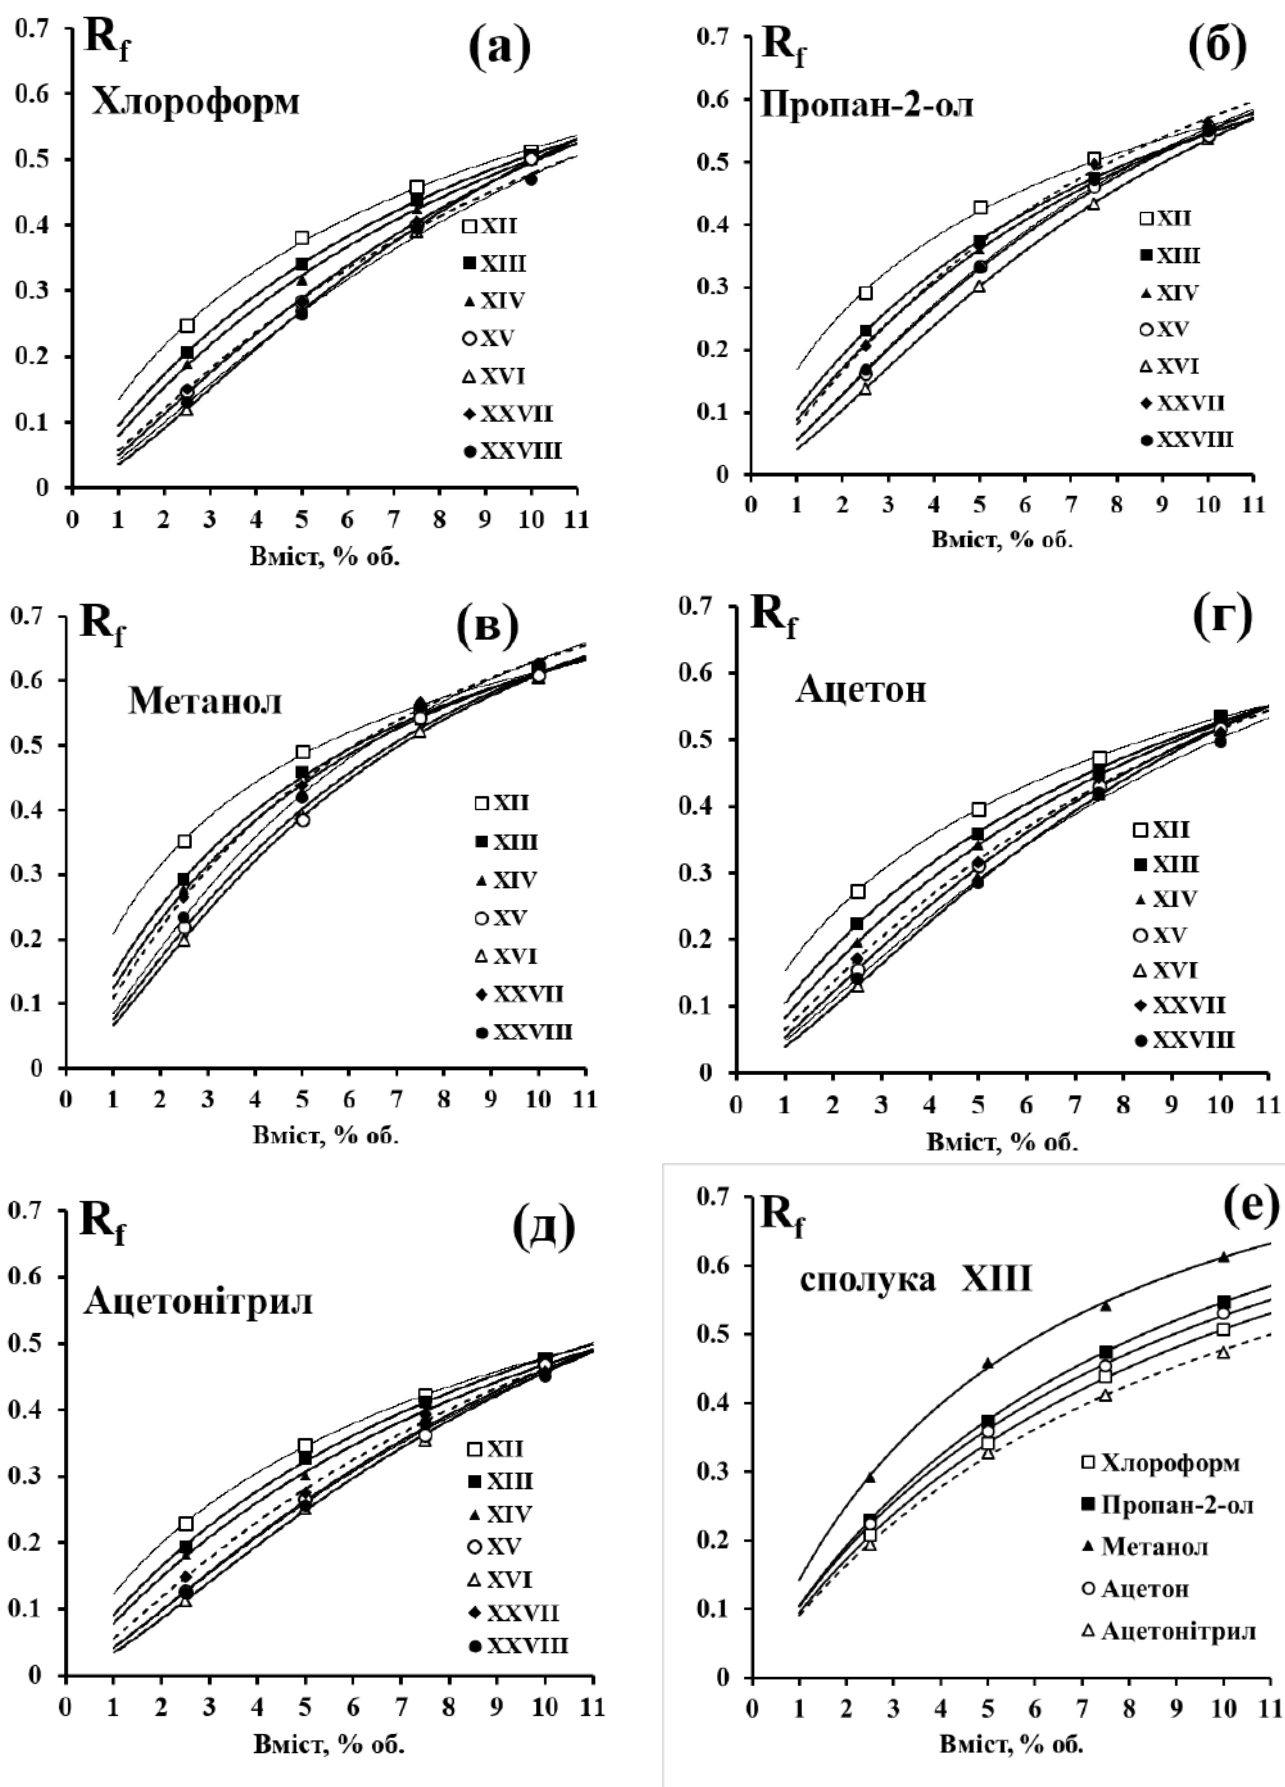 0.7
R_f
(а)
0.6
Хлороформ
0.5
0.4
0.3
0.2
0.1
0
XII
XIII
XIV
XV
XVI
XXVII
XXVIII
0 1 2 3 4 5 6 7 8 9 10 11
Вміст, % об.
0.7
R_f
(б)
0.6
Пропан-2-ол
0.5
0.4
0.3
0.2
0.1
0
XII
XIII
XIV
XV
XVI
XXVII
XXVIII
0 1 2 3 4 5 6 7 8 9 10 11
Вміст, % об.
0.7
R_f
(в)
0.6
Метанол
0.5
0.4
0.3
0.2
0.1
0
XII
XIII
XIV
XV
XVI
XXVII
XXVIII
0 1 2 3 4 5 6 7 8 9 10 11
Вміст, % об.
0.7
R_f
(г)
0.6
Ацетон
0.5
0.4
0.3
0.2
0.1
0
XII
XIII
XIV
XV
XVI
XXVII
XXVIII
0 1 2 3 4 5 6 7 8 9 10 11
Вміст, % об.
0.7
R_f
(д)
0.6
Ацетонітрил
0.5
0.4
0.3
0.2
0.1
0
XII
XIII
XIV
XV
XVI
XXVII
XXVIII
0 1 2 3 4 5 6 7 8 9 10 11
Вміст, % об.
0.7
R_f
(е)
0.6
сполука XIII
0.5
0.4
0.3
0.2
0.1
0
Хлороформ
Пропан-2-ол
Метанол
Ацетон
Ацетонітрил
0 1 2 3 4 5 6 7 8 9 10 11
Вміст, % об.